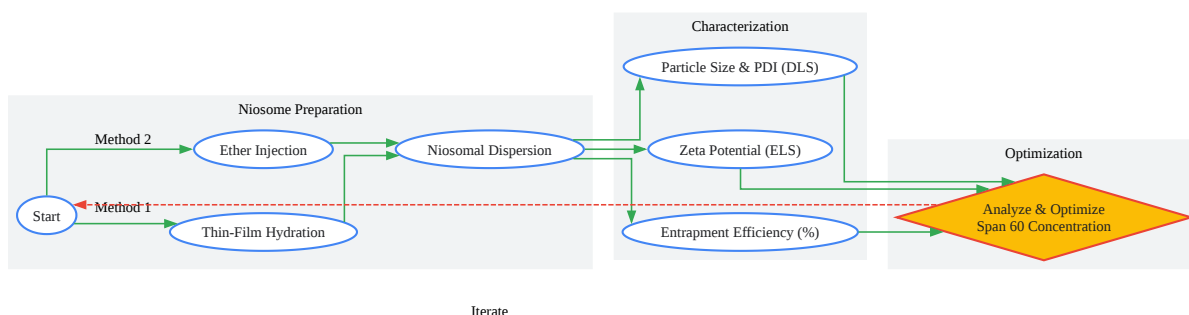 Characterization
Particle Size & PDI (DLS)
Niosome Preparation
Method 2
Ether Injection
Niosomal Dispersion
Zeta Potential (ELS)
Optimization
Start
Method 1
Thin-Film Hydration
Entrapment Efficiency (%)
Analyze & Optimize
Span 60 Concentration
Iterate